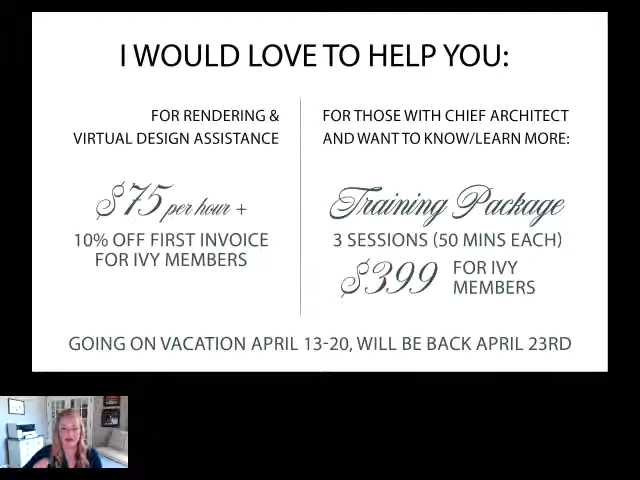 I WOULD LOVE TO HELP YOU:
FOR RENDERING &
VIRTUAL DESIGN ASSISTANCE
$75 per hour +
10% OFF FIRST INVOICE
FOR IVY MEMBERS
FOR THOSE WITH CHIEF ARCHITECT
AND WANT TO KNOW/LEARN MORE:
Training Package
3 SESSIONS (50 MINS EACH)
$399 FOR IVY
MEMBERS
GOING ON VACATION APRIL 13-20, WILL BE BACK APRIL 23RD